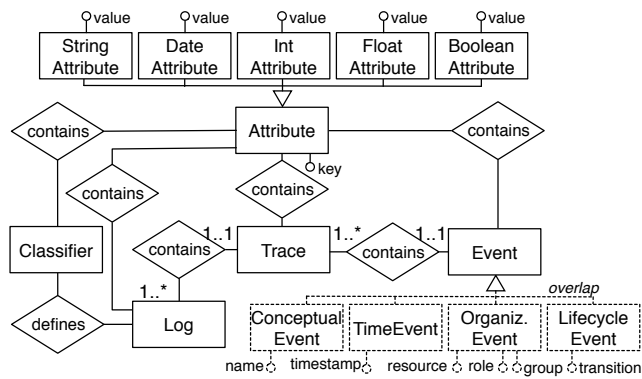 value value value value value
String Attribute Date Attribute Int Attribute Float Attribute Boolean Attribute
contains Attribute contains
key
contains contains
Classifier contains 1..1 Trace 1..* contains 1..1 Event
1..*
defines Log
overlap
Conceptual Event TimeEvent Organiz. Event Lifecycle Event
name timestamp resource role group transition